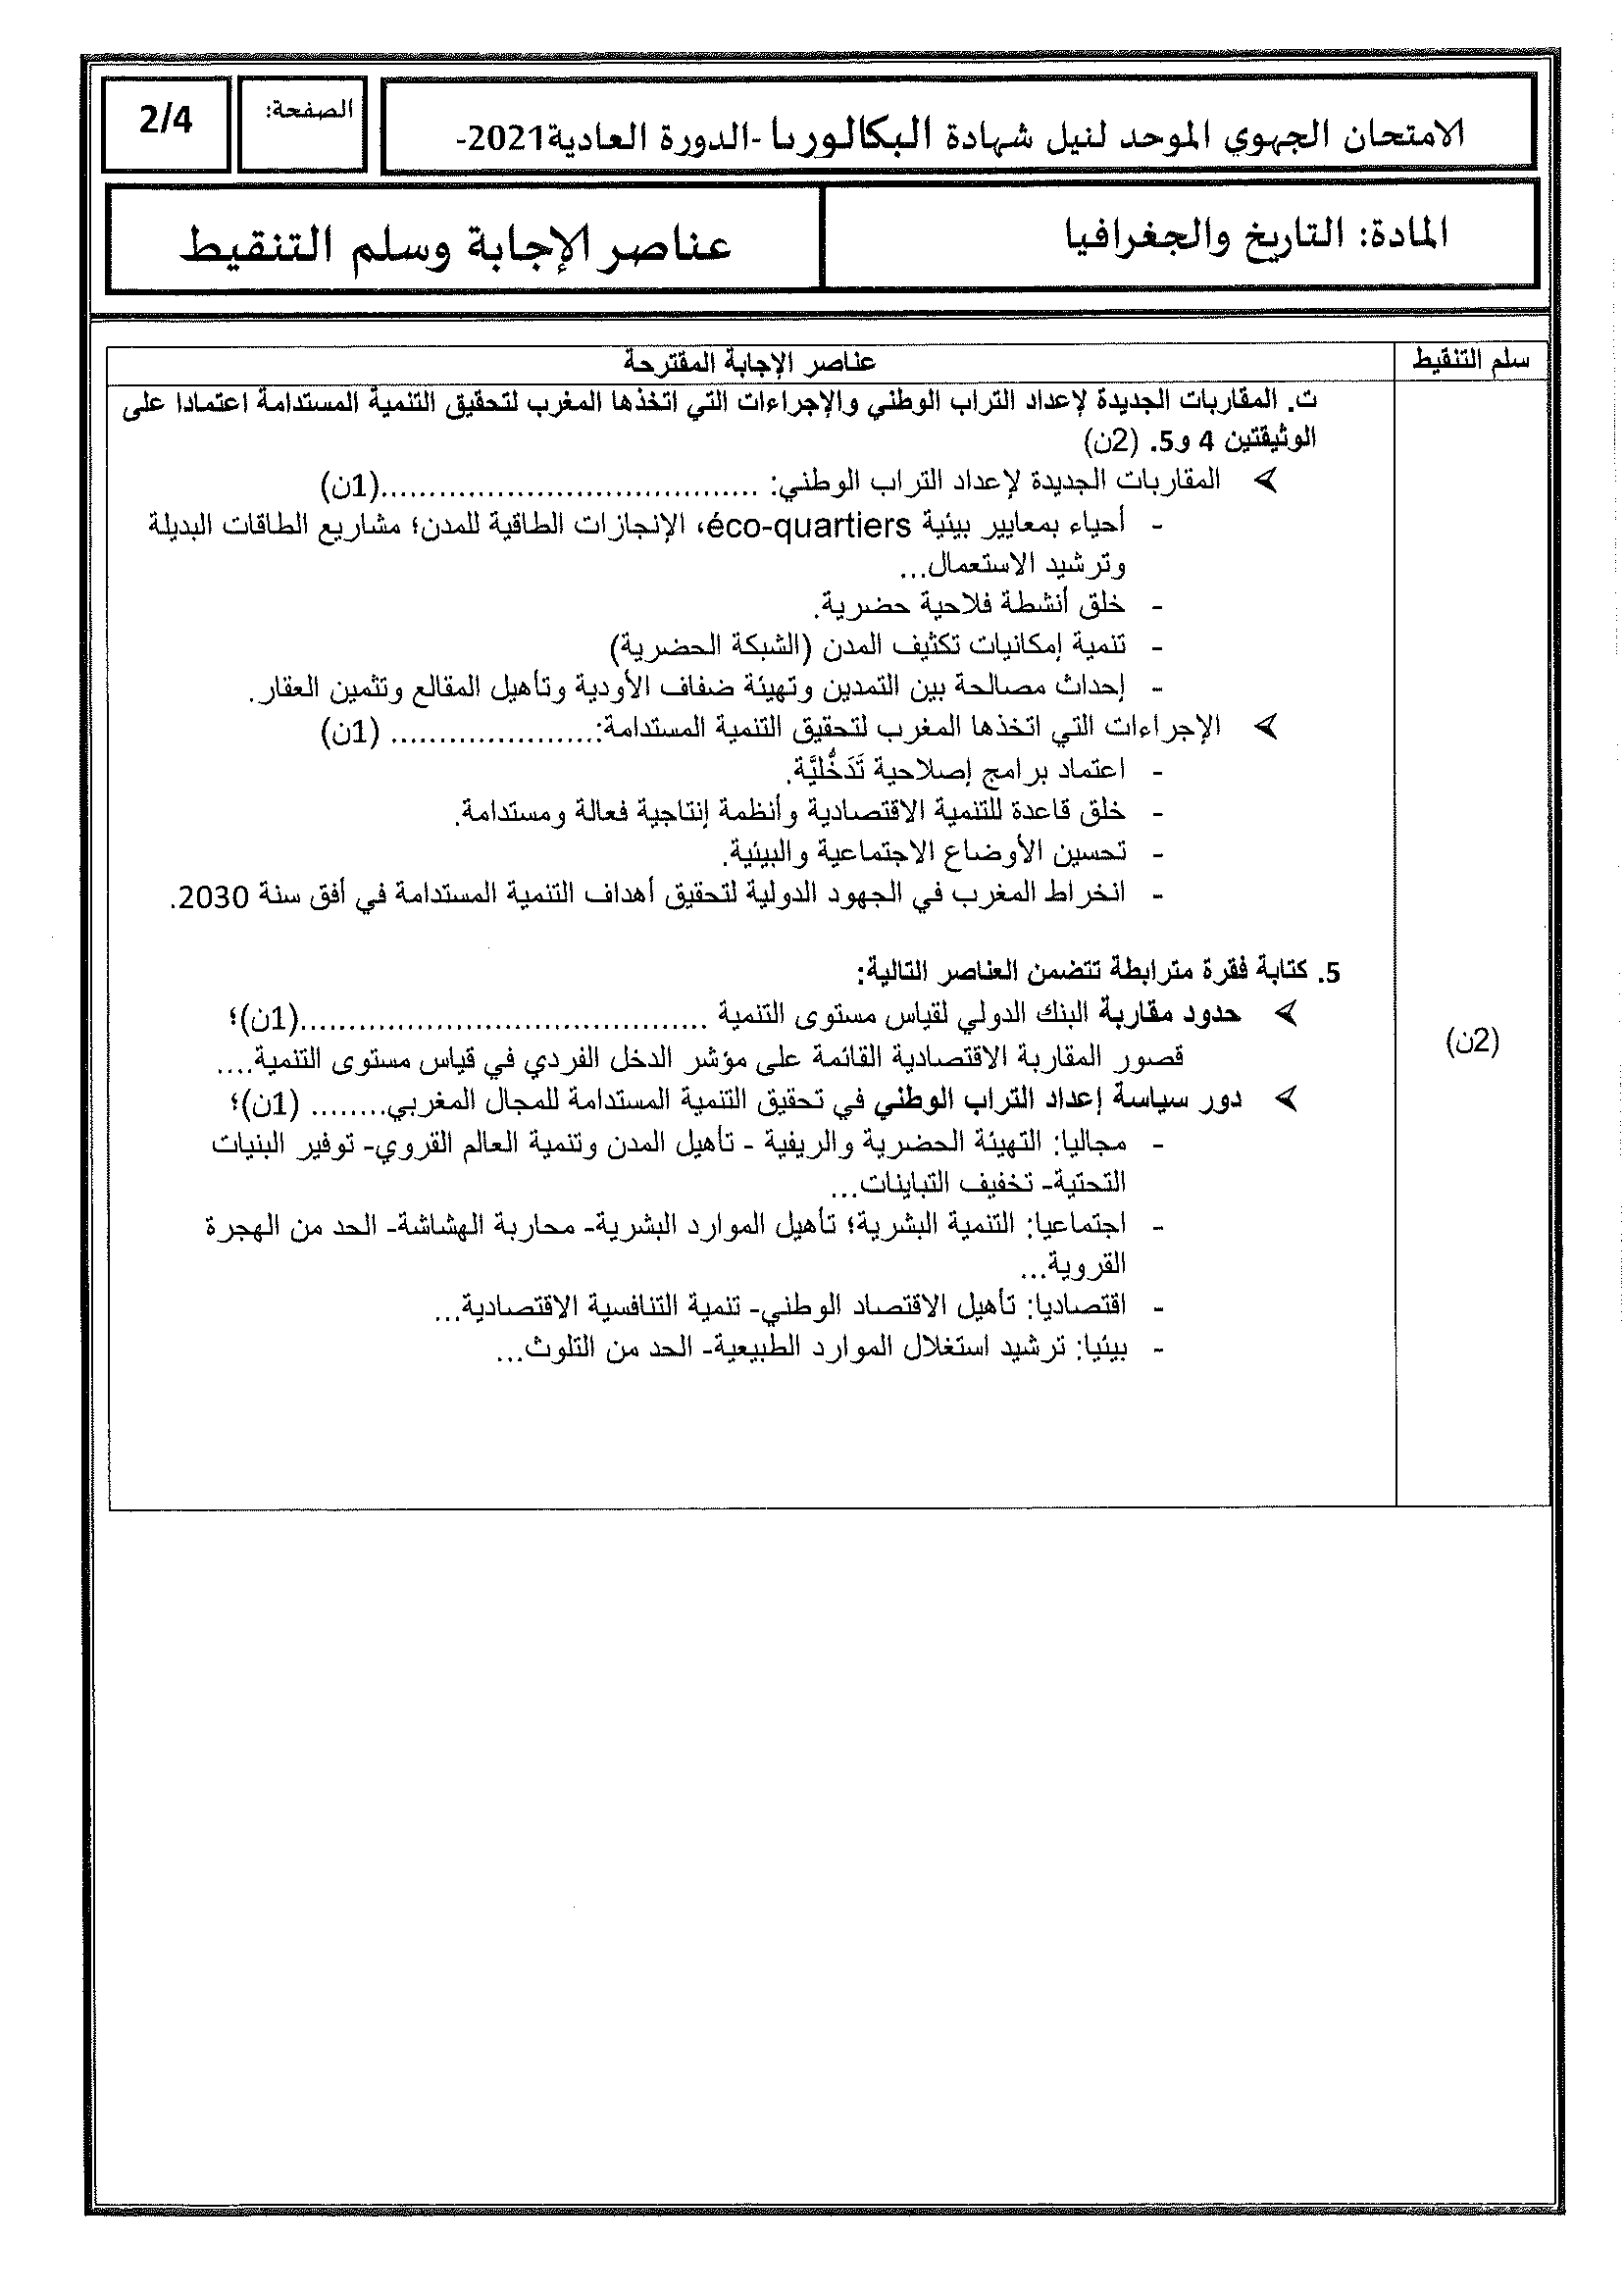 الامتحان الجهوي الموحد لنيل شهادة البكالوريا -الدورة العادية2021-
الصفحة:
2/4
المادة: التاريخ والجغرافيا
عناصر الإجابة وسلم التنقيط
سلم التنقيط
عناصر الإجابة المقترحة
ت. المقاربات الجديدة لإعداد التراب الوطني والإجراءات التي اتخذها المغرب لتحقيق التنمية المستدامة اعتمادا على
الوثيقتين 4 و5. (2ن)
⮚ المقاربات الجديدة لإعداد التراب الوطني: .......................................(1ن)
- أحياء بمعايير بيئية éco-quartiers، الإنجازات الطاقية للمدن؛ مشاريع الطاقات البديلة
وترشيد الاستعمال...
- خلق أنشطة فلاحية حضرية.
- تنمية إمكانيات تكثيف المدن (الشبكة الحضرية)
- إحداث مصالحة بين التمدين وتهيئة ضفاف الأودية وتأهيل المقالع وتثمين العقار.
⮚ الإجراءات التي اتخذها المغرب لتحقيق التنمية المستدامة:..................... (1ن)
- اعتماد برامج إصلاحية تَدَخُّليَّة.
- خلق قاعدة للتنمية الاقتصادية وأنظمة إنتاجية فعالة ومستدامة.
- تحسين الأوضاع الاجتماعية والبيئية.
- انخراط المغرب في الجهود الدولية لتحقيق أهداف التنمية المستدامة في أفق سنة 2030.
5. كتابة فقرة مترابطة تتضمن العناصر التالية:
⮚ حدود مقاربة البنك الدولي لقياس مستوى التنمية ..........................................(1ن)؛
(2ن)
قصور المقاربة الاقتصادية القائمة على مؤشر الدخل الفردي في قياس مستوى التنمية....
⮚ دور سياسة إعداد التراب الوطني في تحقيق التنمية المستدامة للمجال المغربي........ (1ن)؛
- مجاليا: التهيئة الحضرية والريفية - تأهيل المدن وتنمية العالم القروي- توفير البنيات
التحتية- تخفيف التباينات...
- اجتماعيا: التنمية البشرية؛ تأهيل الموارد البشرية- محاربة الهشاشة- الحد من الهجرة
القروية...
- اقتصاديا: تأهيل الاقتصاد الوطني- تنمية التنافسية الاقتصادية...
- بيئيا: ترشيد استغلال الموارد الطبيعية- الحد من التلوث...